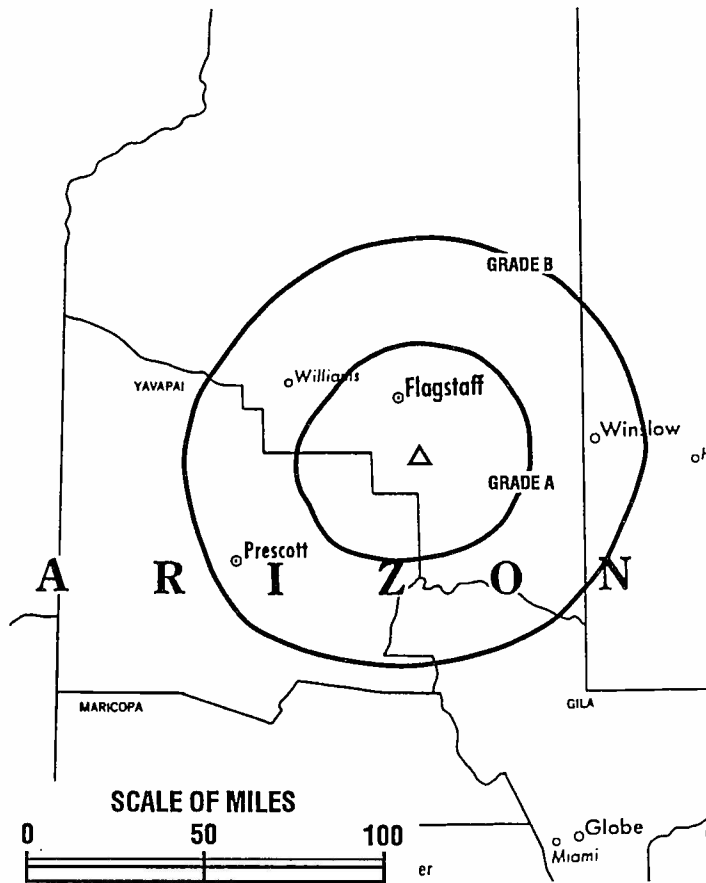 GRADE B
Williams
YAVAPAI
Flagstaff
Winslow
GRADE A
Prescott
A R I Z O N
MARICOPA
GILA
SCALE OF MILES
0 50 100
Globe
Miami
er